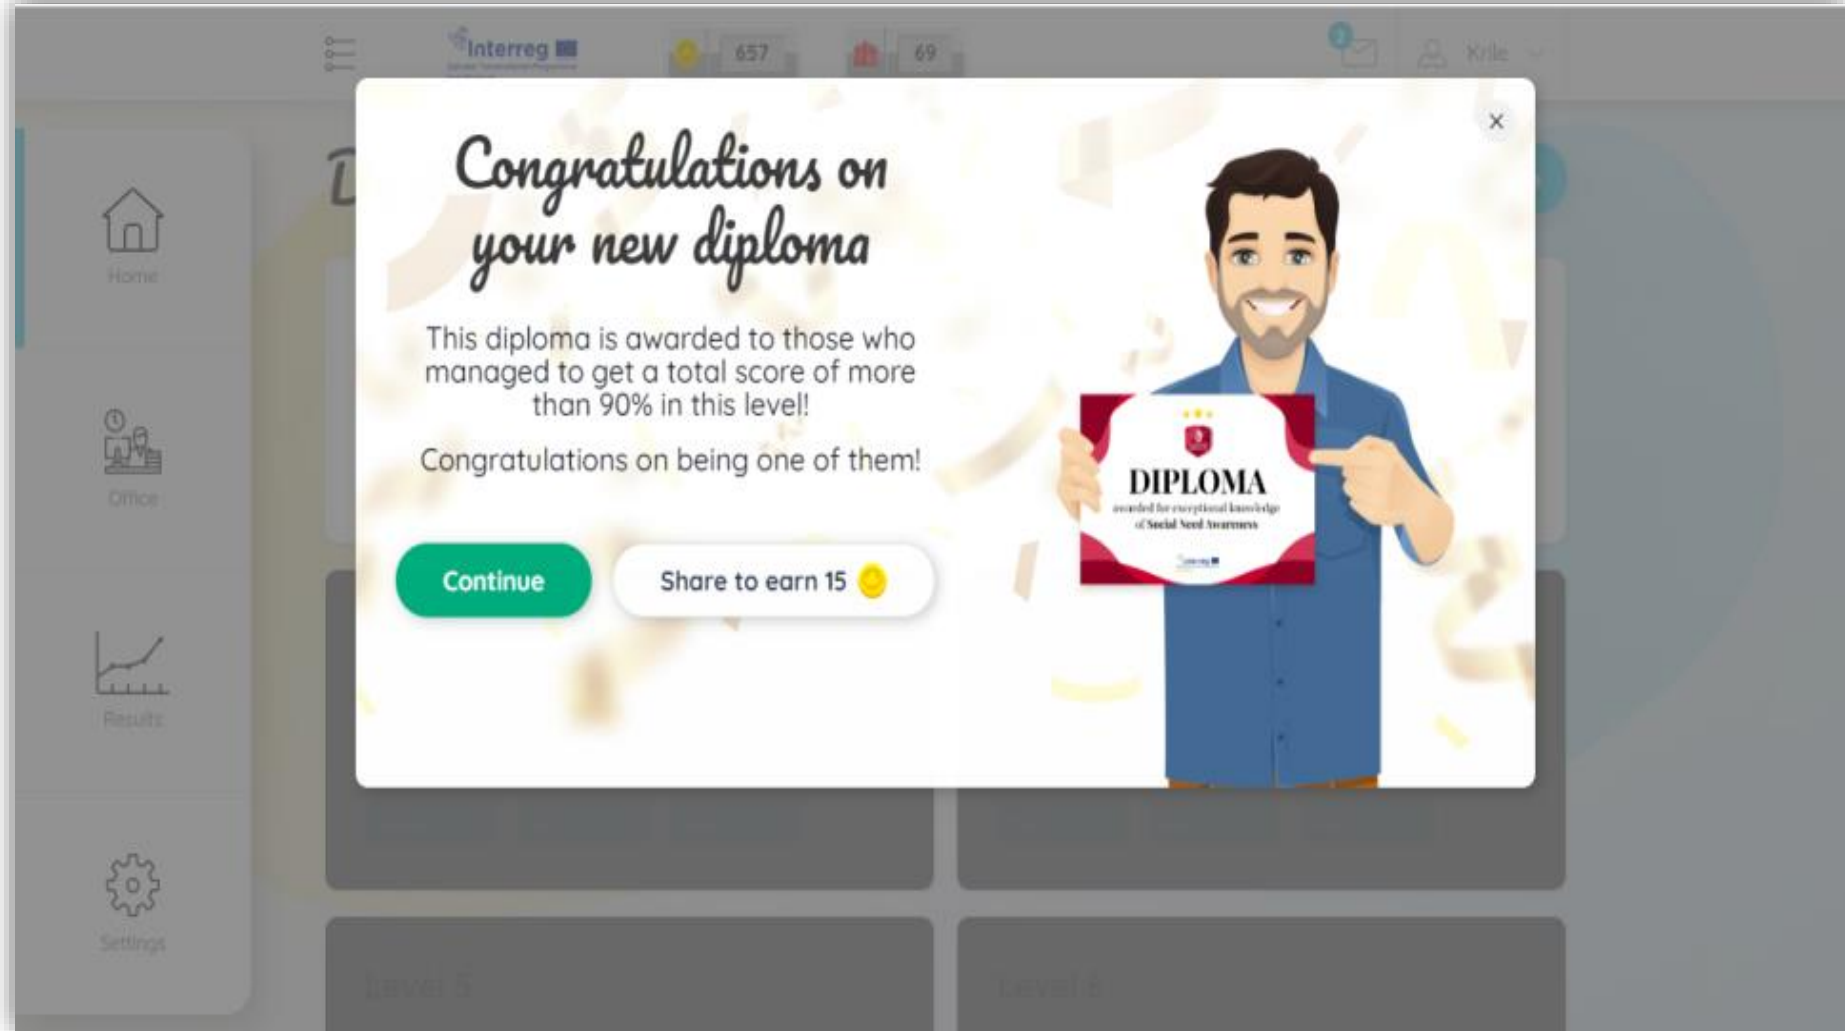 Interreg
657
69
2
Krile
Home
Office
Results
Settings
Congratulations on
your new diploma
X
This diploma is awarded to those who
managed to get a total score of more
than 90% in this level!
Congratulations on being one of them!
Continue
Share to earn 15
DIPLOMA
awarded for exceptional knowledge
of Social Need Awareness
Interreg
Level 5
Level 6